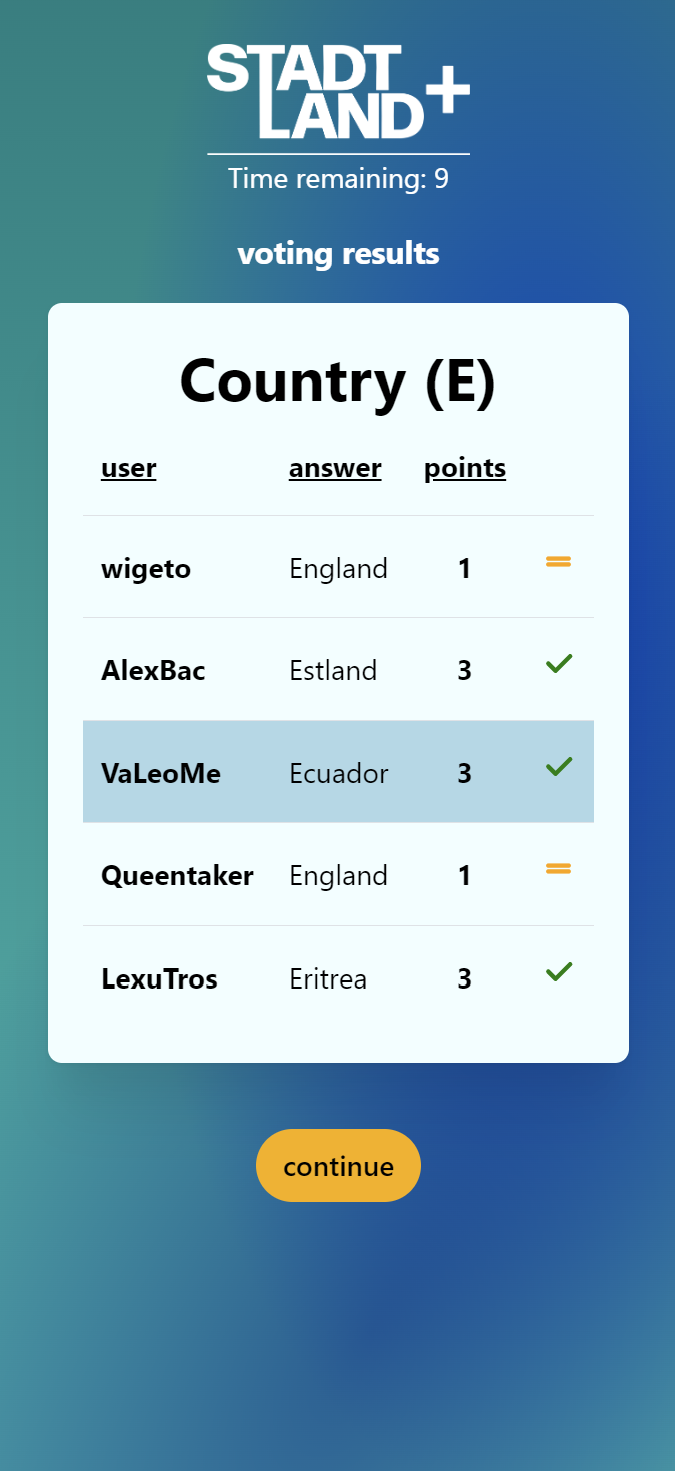 STADT
LAND+
Time remaining: 9
voting results
Country (E)
user answer points
wigeto England 1
AlexBac Estland 3
VaLeoMe Ecuador 3
Queentaker England 1
LexuTros Eritrea 3
continue